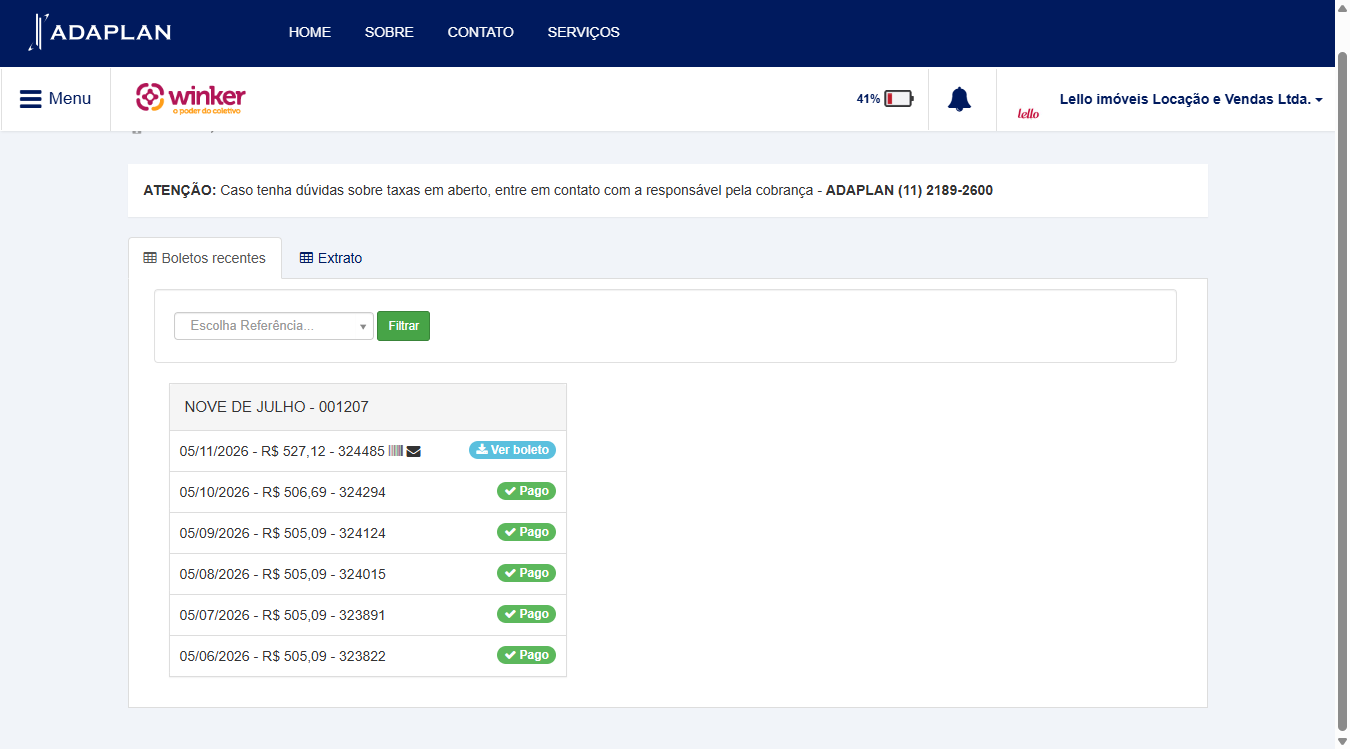 ADAPLAN HOME SOBRE CONTATO SERVIÇOS
Menu winker 41% lello Lello imóveis Locação e Vendas Ltda.
o poder do coletivo
ATENÇÃO: Caso tenha dúvidas sobre taxas em aberto, entre em contato com a responsável pela cobrança - ADAPLAN (11) 2189-2600
Boletos recentes Extrato
Escolha Referência... Filtrar
NOVE DE JULHO - 001207
05/11/2026 - R$ 527,12 - 324485 Ver boleto
05/10/2026 - R$ 506,69 - 324294 Pago
05/09/2026 - R$ 505,09 - 324124 Pago
05/08/2026 - R$ 505,09 - 324015 Pago
05/07/2026 - R$ 505,09 - 323891 Pago
05/06/2026 - R$ 505,09 - 323822 Pago